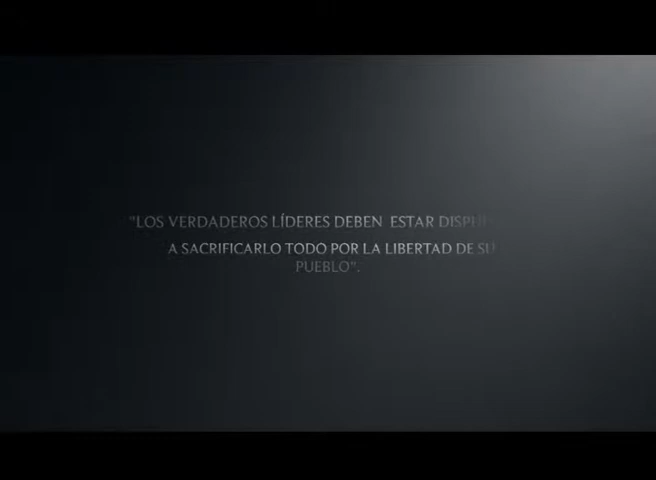 "LOS VERDADEROS LÍDERES DEBEN ESTAR
A SACRIFICARLO TODO POR LA LIBERTAD DE SU
PUEBLO".